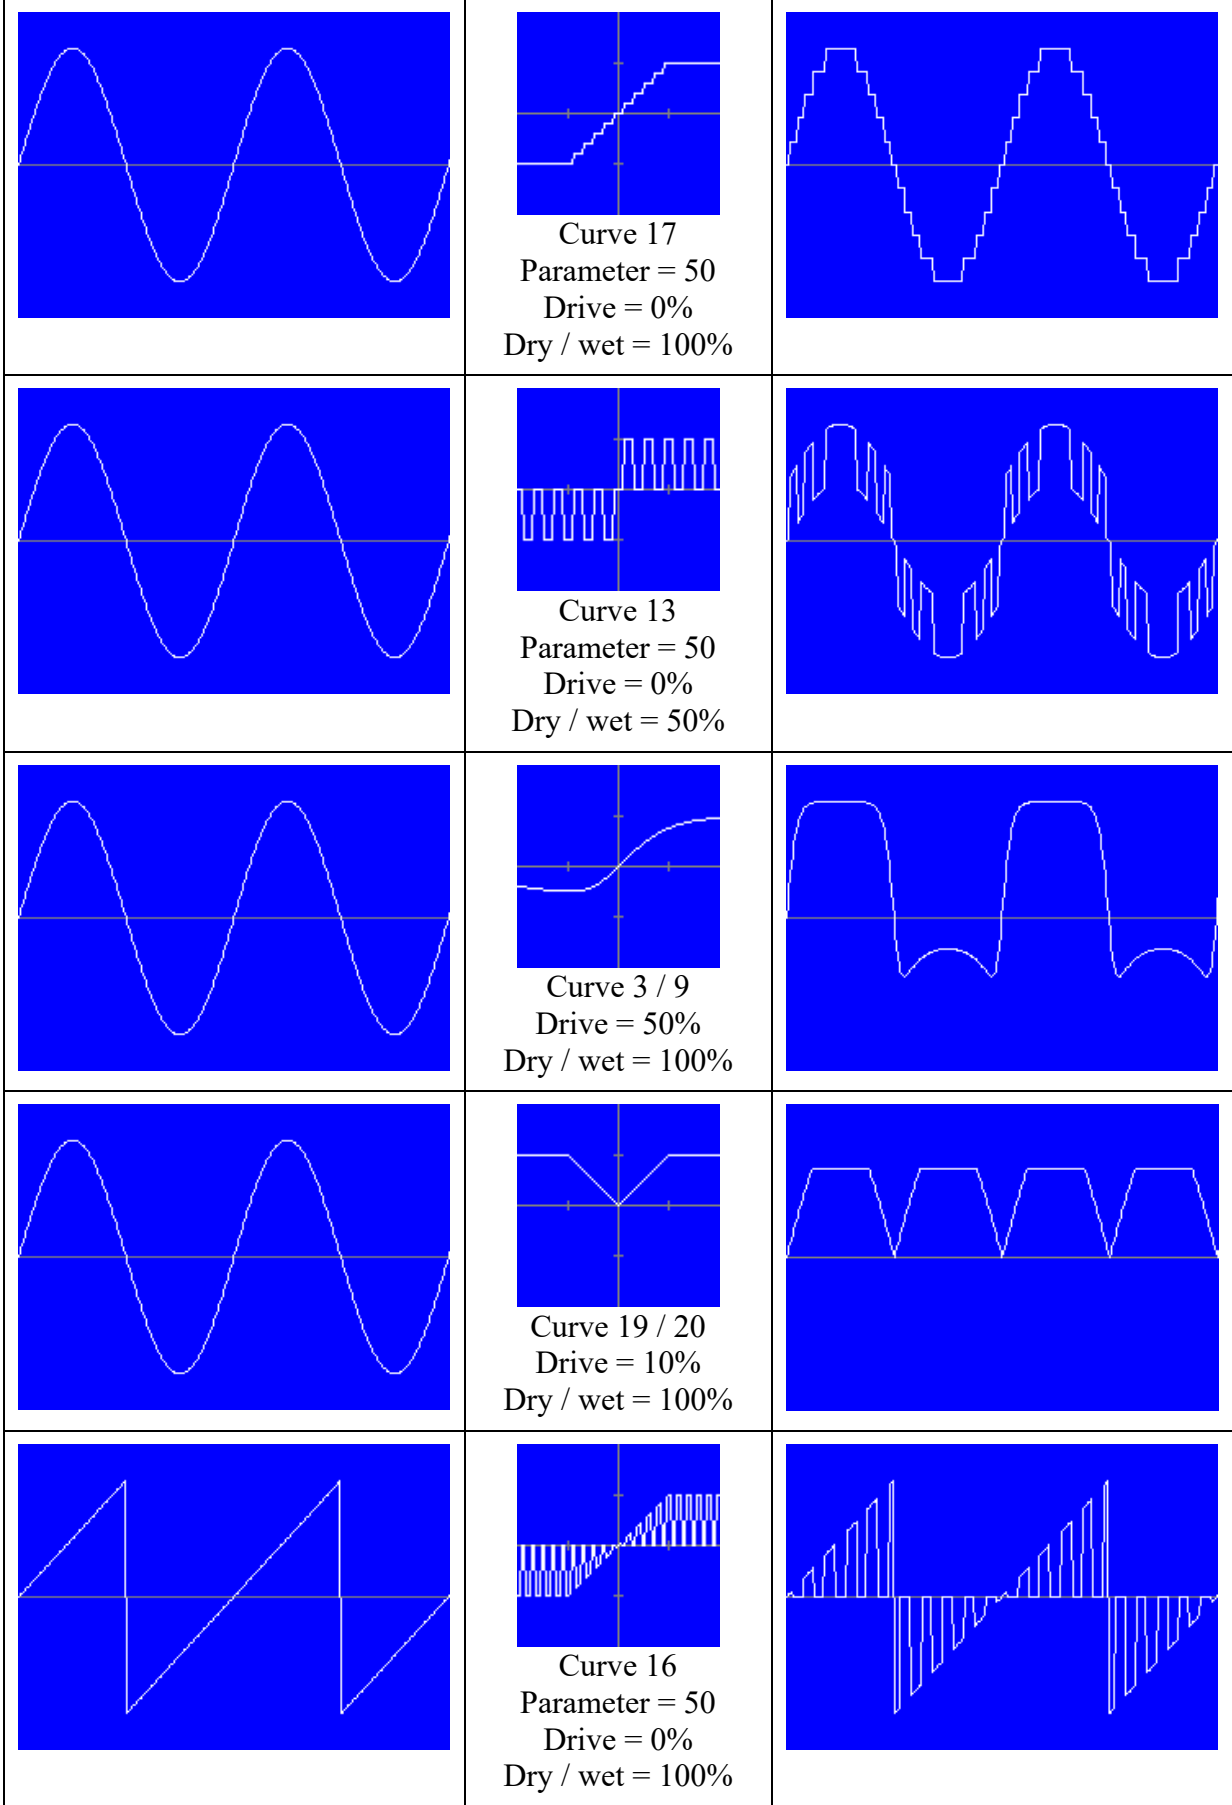 Curve 17
Parameter = 50
Drive = 0%
Dry / wet = 100%
Curve 13
Parameter = 50
Drive = 0%
Dry / wet = 50%
Curve 3 / 9
Drive = 50%
Dry / wet = 100%
Curve 19 / 20
Drive = 10%
Dry / wet = 100%
Curve 16
Parameter = 50
Drive = 0%
Dry / wet = 100%